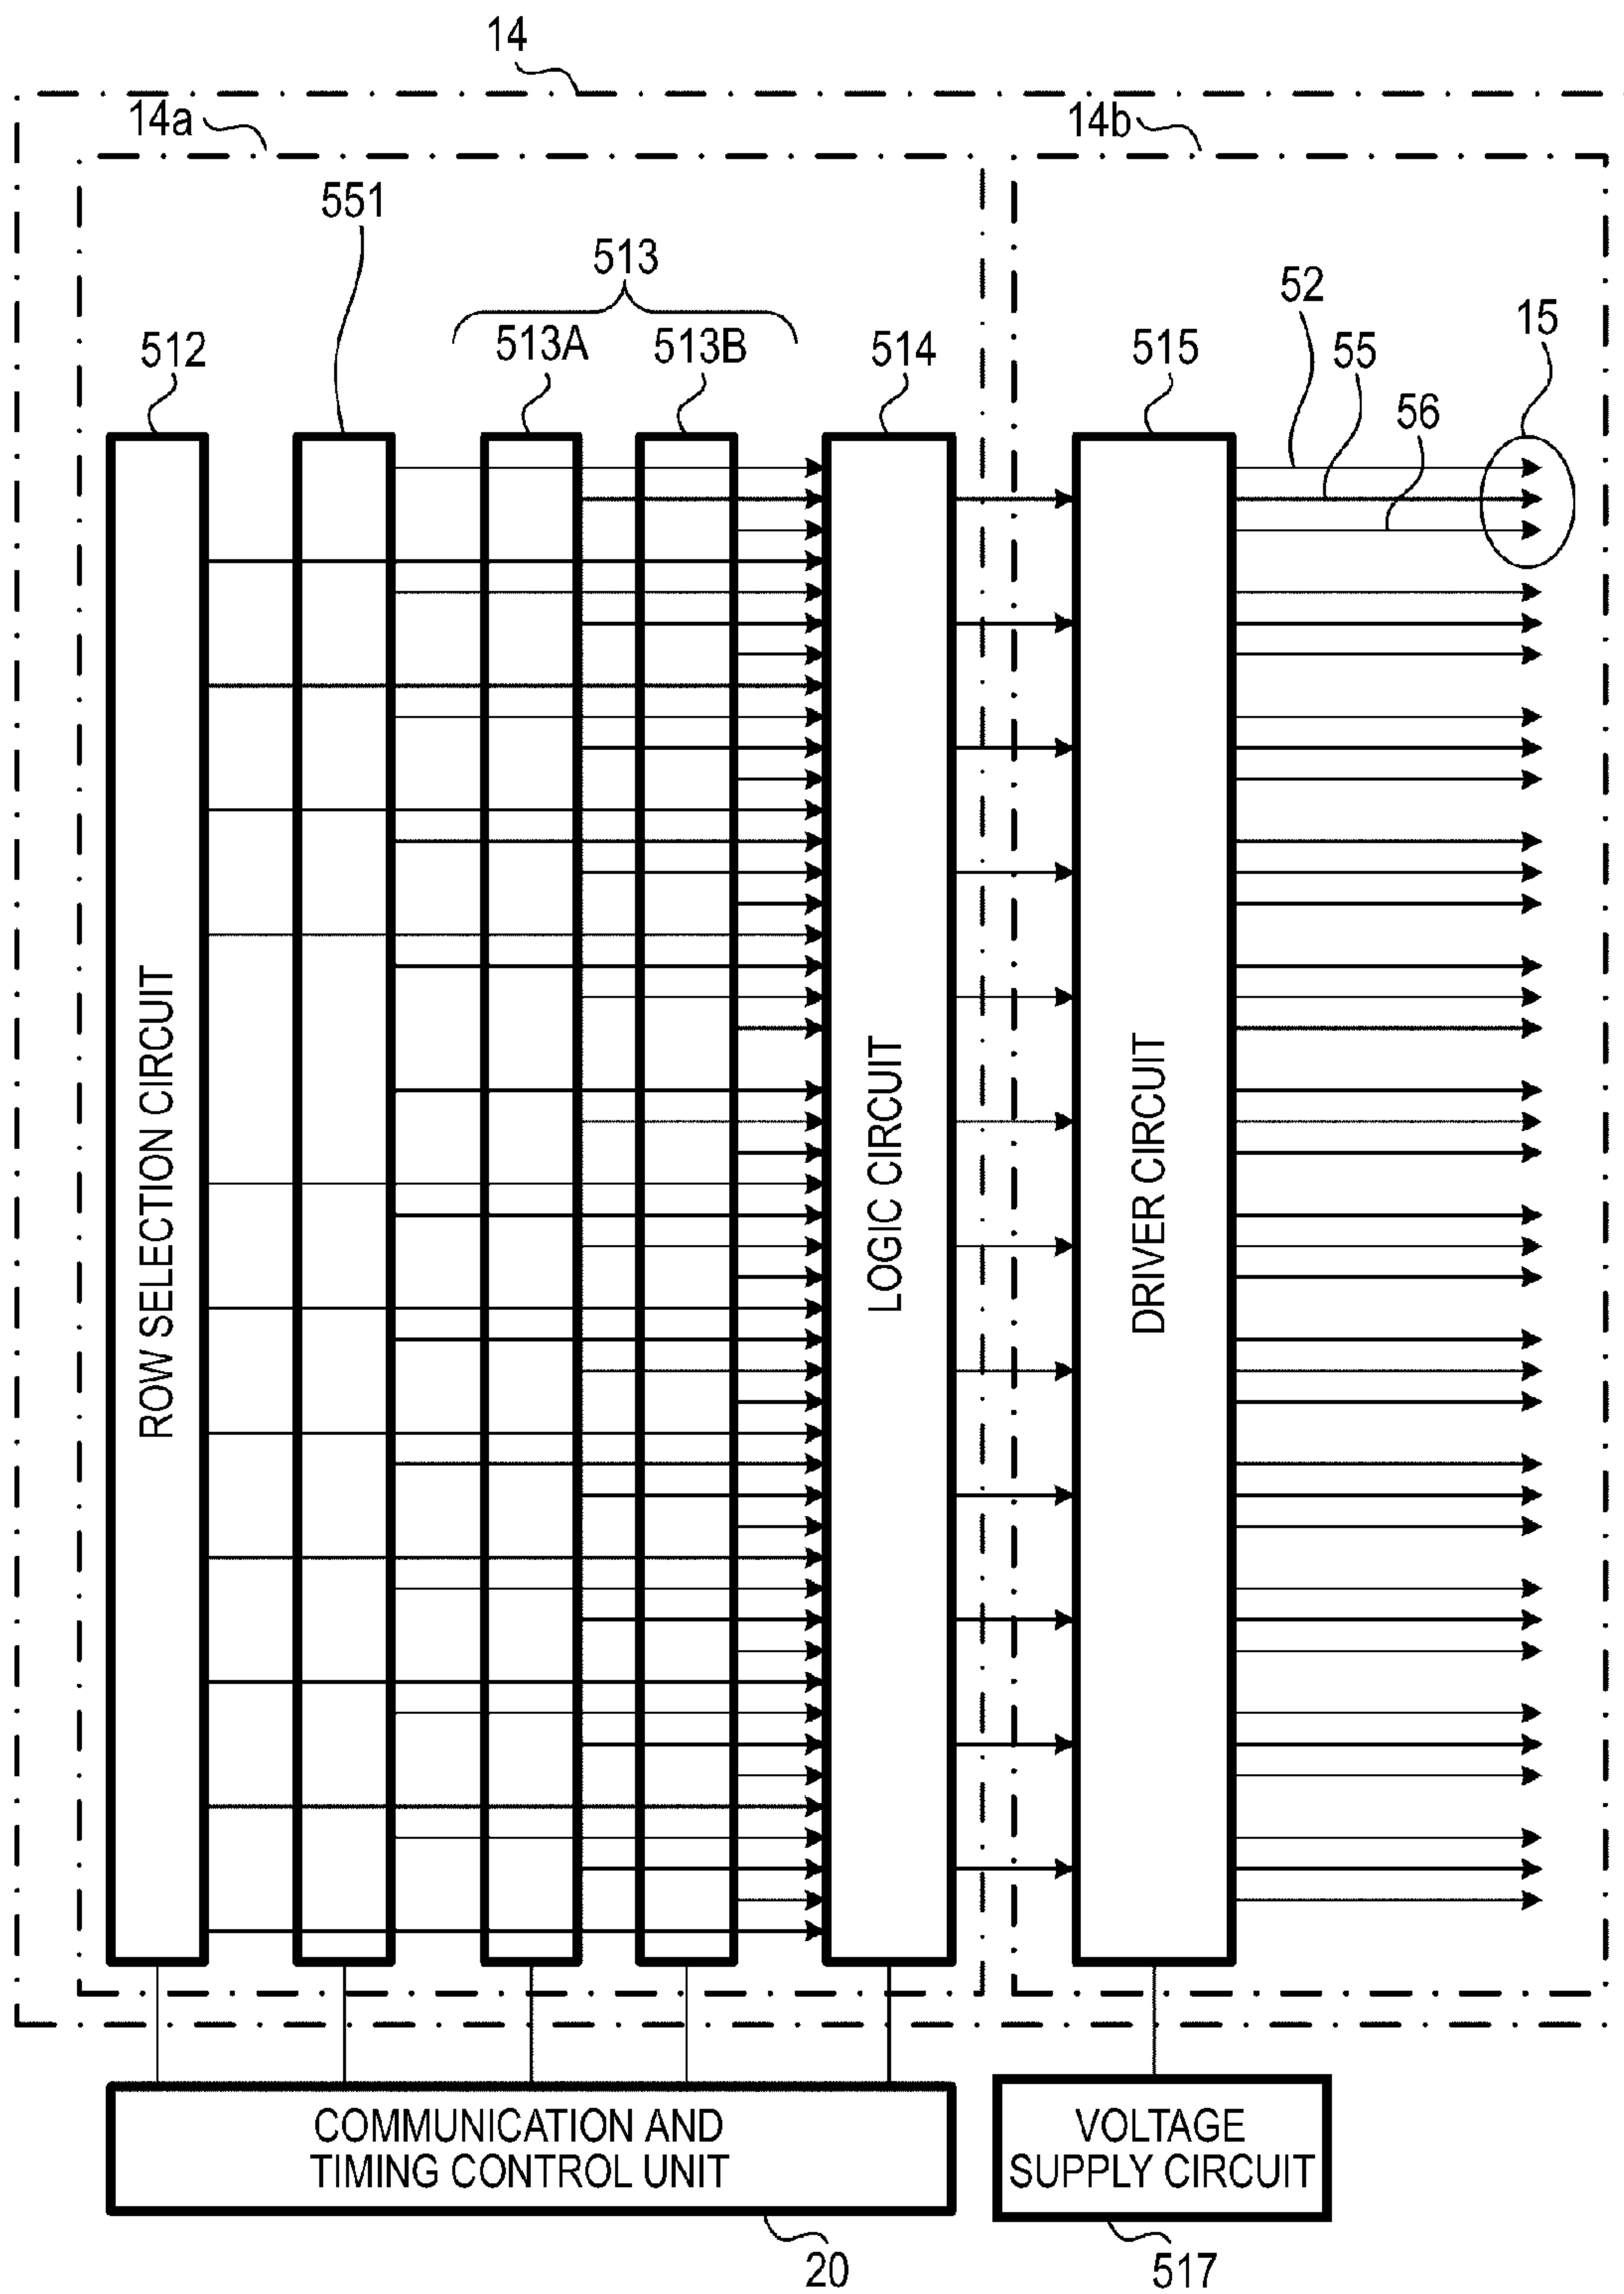 14
14a
14b
551
513
52
15
512
513A
513B
514
515
55
56
ROW SELECTION CIRCUIT
LOGIC CIRCUIT
DRIVER CIRCUIT
COMMUNICATION AND
TIMING CONTROL UNIT
VOLTAGE
SUPPLY CIRCUIT
20
517